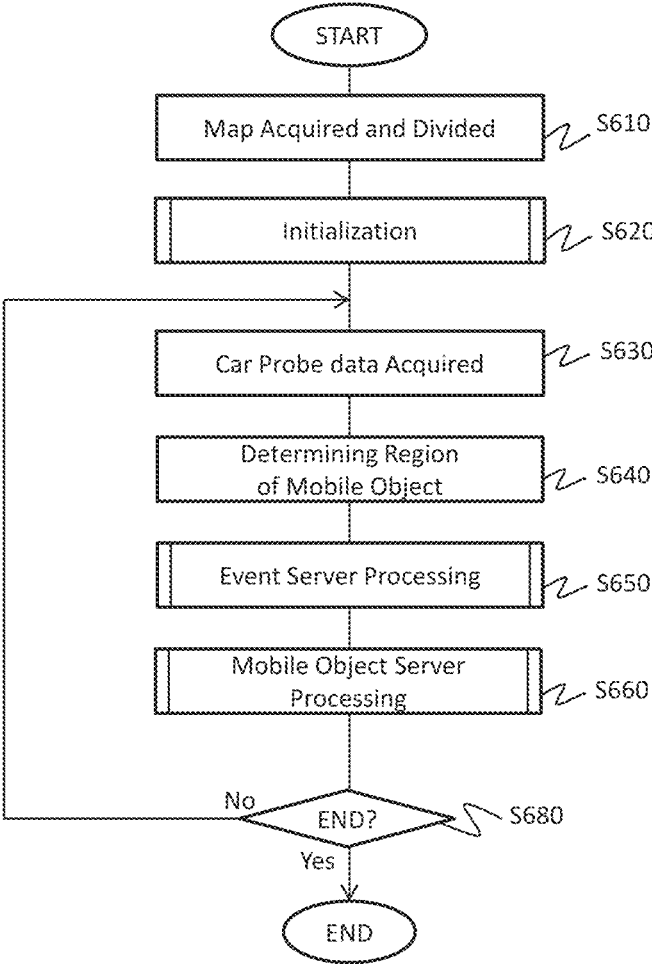 START
Map Acquired and Divided
S610
Initialization
S620
Car Probe data Acquired
S630
Determining Region
of Mobile Object
S640
Event Server Processing
S650
Mobile Object Server
Processing
S660
No
END?
S680
Yes
END